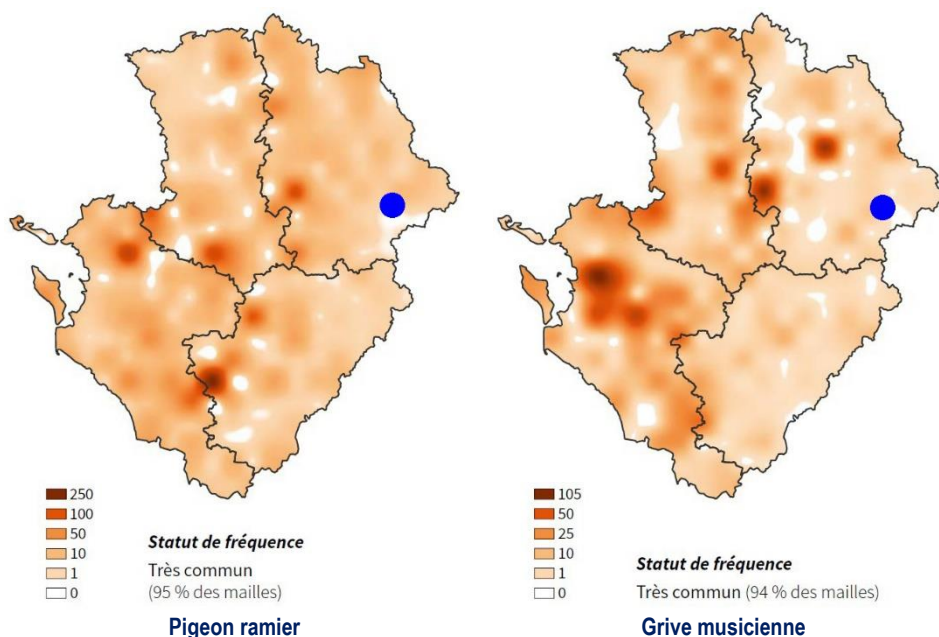 250
100
50
10
1
0
Statut de fréquence
Très commun
(95 % des mailles)
Pigeon ramier
105
50
25
10
1
0
Statut de fréquence
Très commun (94 % des mailles)
Grive musicienne